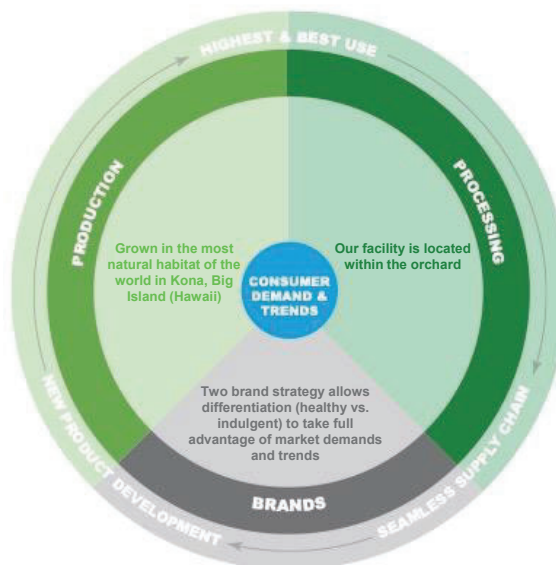 HIGHEST & BEST USE
PRODUCTION
PROCESSING
Grown in the most
natural habitat of the
world in Kona, Big
Island (Hawaii)
Our facility is located
within the orchard
CONSUMER
DEMAND &
TRENDS
Two brand strategy allows
differentiation (healthy vs.
indulgent) to take full
advantage of market demands
and trends
BRANDS
NEW PRODUCT DEVELOPMENT
SEAMLESS SUPPLY CHAIN